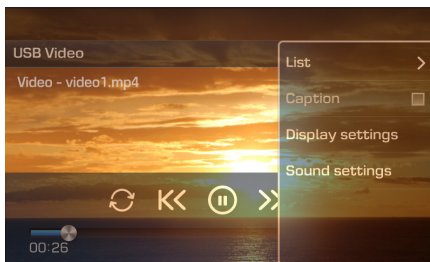 USB Video
Video - video1.mp4
00:26
List
Caption
Display settings
Sound settings